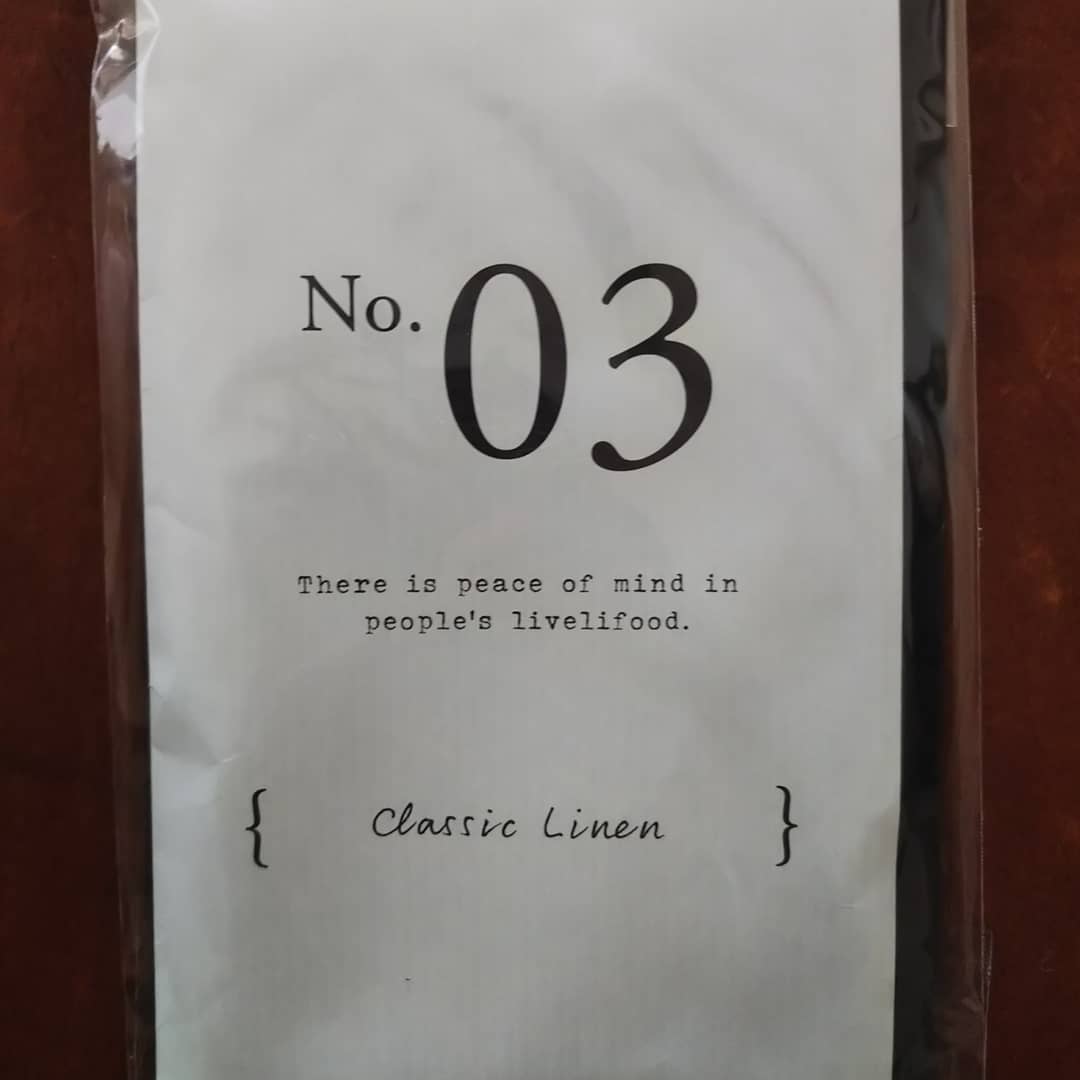 No. 03
There is peace of mind in
people's livelifood.
{ Classic Linen }